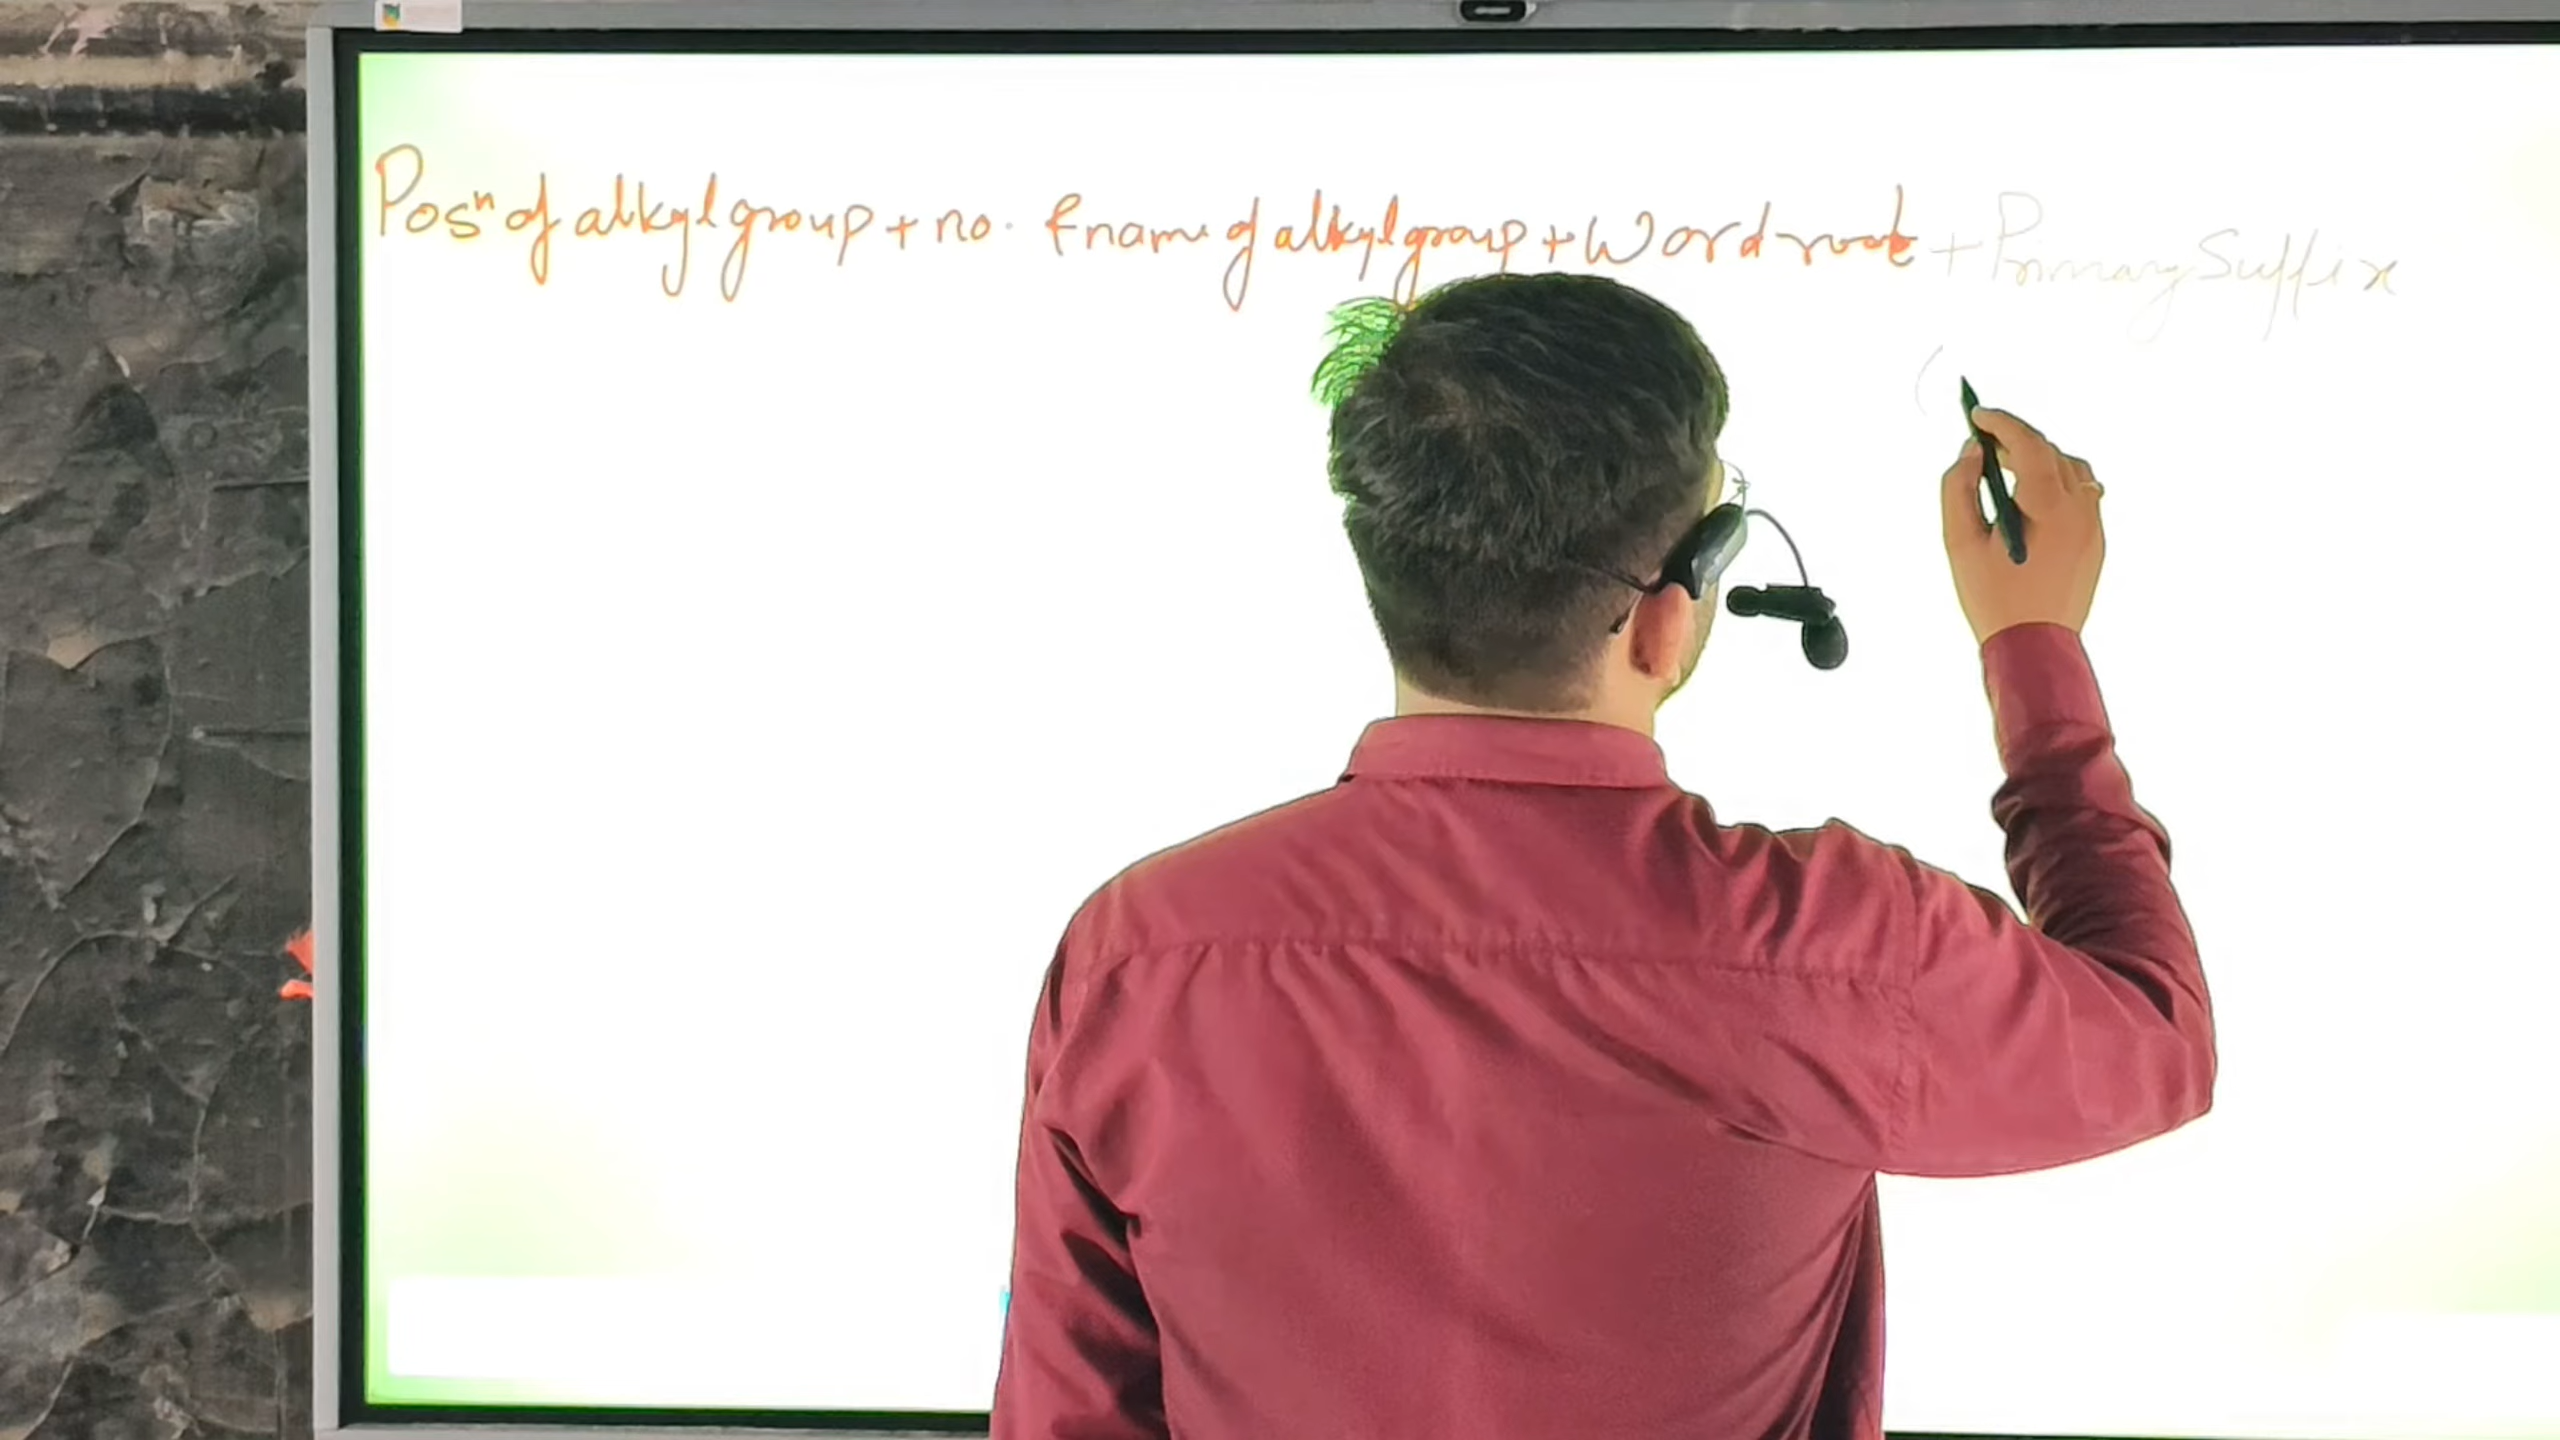 Posⁿ of alkyl group + no. & name of alkyl group + Word root + Primary Suffix
(